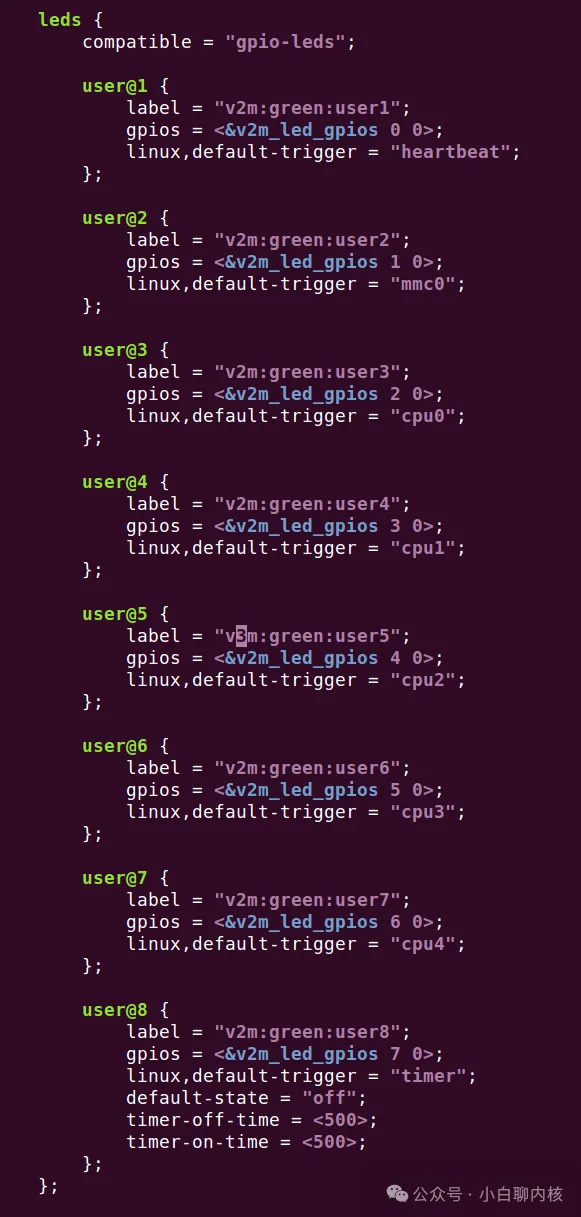 leds {
compatible = "gpio-leds";
user@1 {
label = "v2m:green:user1";
gpios = <&v2m_led_gpios 0 0>;
linux,default-trigger = "heartbeat";
};
user@2 {
label = "v2m:green:user2";
gpios = <&v2m_led_gpios 1 0>;
linux,default-trigger = "mmc0";
};
user@3 {
label = "v2m:green:user3";
gpios = <&v2m_led_gpios 2 0>;
linux,default-trigger = "cpu0";
};
user@4 {
label = "v2m:green:user4";
gpios = <&v2m_led_gpios 3 0>;
linux,default-trigger = "cpu1";
};
user@5 {
label = "v3m:green:user5";
gpios = <&v2m_led_gpios 4 0>;
linux,default-trigger = "cpu2";
};
user@6 {
label = "v2m:green:user6";
gpios = <&v2m_led_gpios 5 0>;
linux,default-trigger = "cpu3";
};
user@7 {
label = "v2m:green:user7";
gpios = <&v2m_led_gpios 6 0>;
linux,default-trigger = "cpu4";
};
user@8 {
label = "v2m:green:user8";
gpios = <&v2m_led_gpios 7 0>;
linux,default-trigger = "timer";
default-state = "off";
timer-off-time = <500>;
timer-on-time = <500>;
};
};
公众号 · 小白聊内核